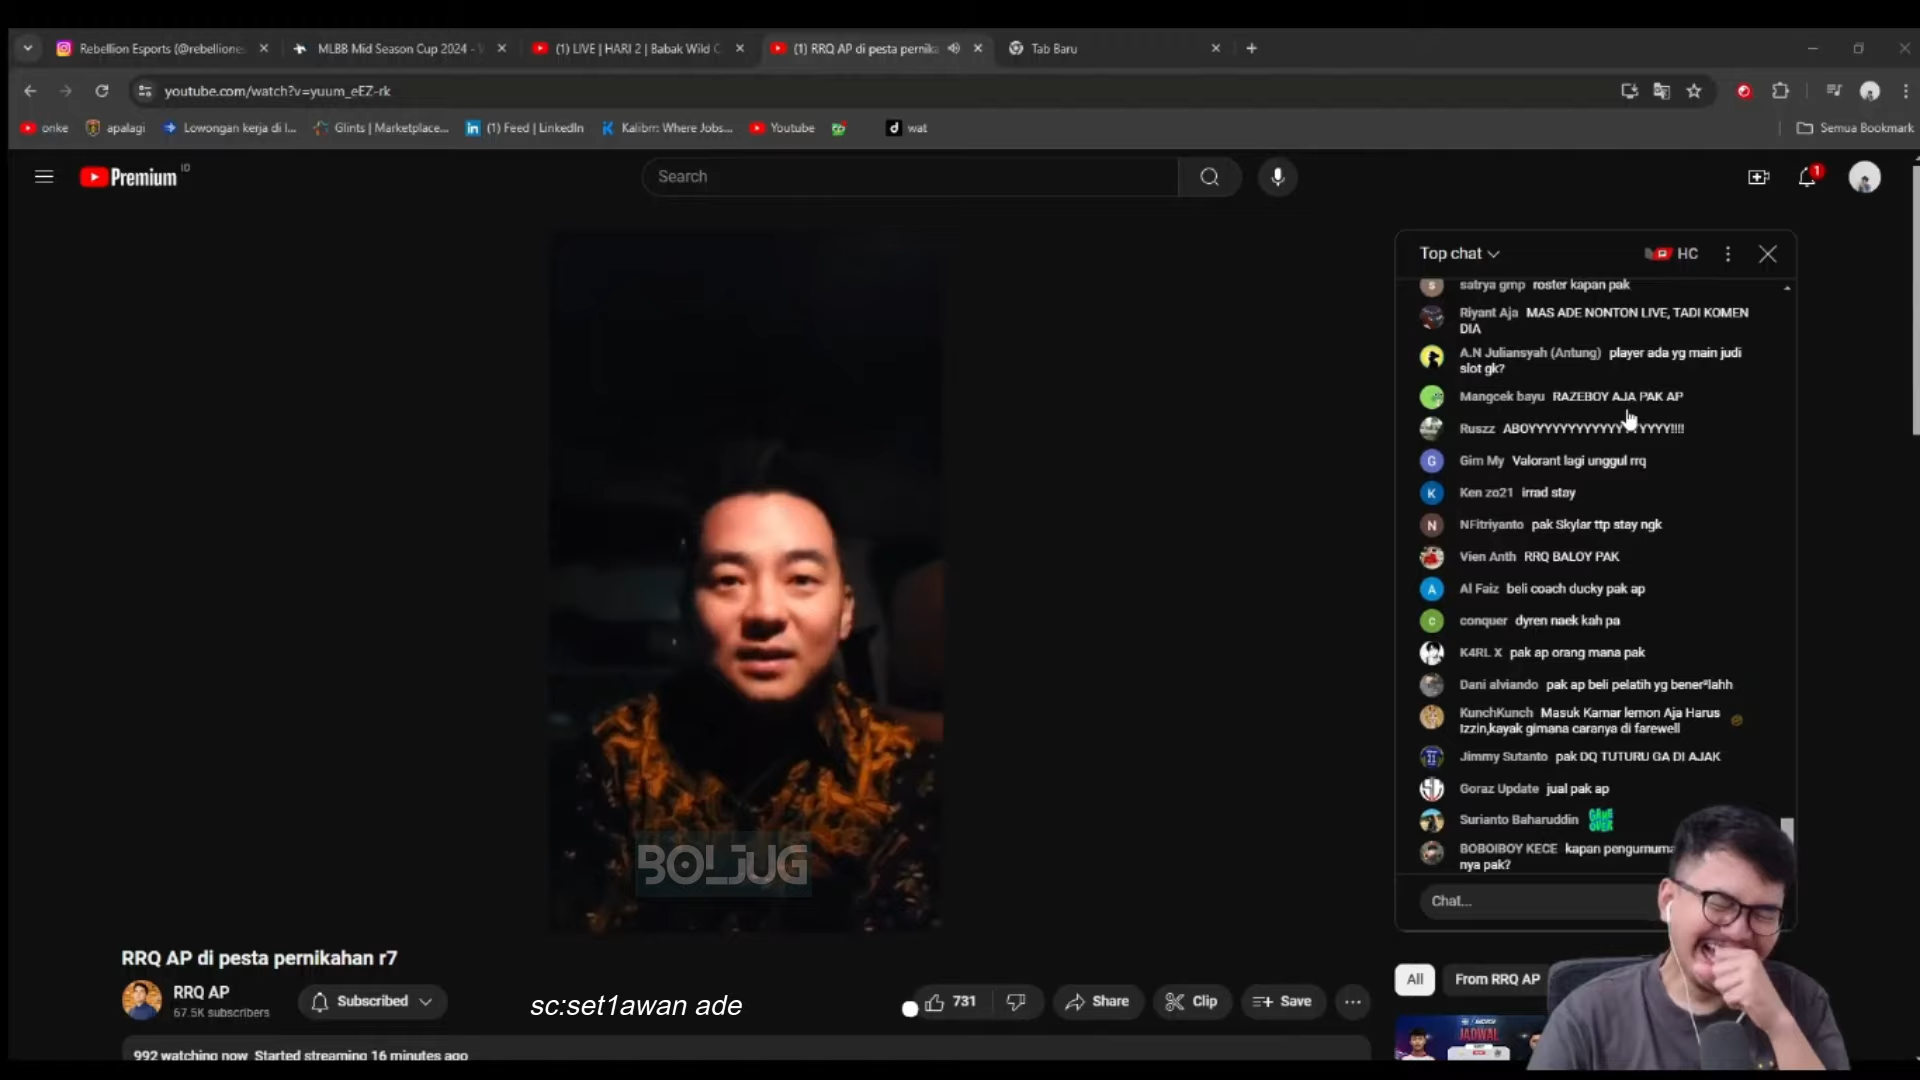 Rebellion Esports (@rebellione
MLBB Mid Season Cup 2024 -
(1) LIVE | HARI 2 | Babak Wild C
(1) RRQ AP di pesta pernika
Tab Baru
youtube.com/watch?v=yuum_eEZ-rk
onke
apalagi
Lowongan kerja di I...
Glints | Marketplace...
(1) Feed | LinkedIn
Kalibrr: Where Jobs...
Youtube
wat
Semua Bookmark
Premium ID
Search
1
Top chat
HC
satrya gmp roster kapan pak
Riyant Aja MAS ADE NONTON LIVE, TADI KOMEN
DIA
A.N Juliansyah (Antung) player ada yg main judi
slot gk?
Mangcek bayu RAZEBOY AJA PAK AP
Ruszz
Gim My Valorant lagi unggul rrq
Ken zo21 irrad stay
NFitriyanto pak Skylar ttp stay ngk
Vien Anth RRQ BALOY PAK
Al Faiz beli coach ducky pak ap
conquer dyren naek kah pa
K4RL X pak ap orang mana pak
Dani alviando pak ap beli pelatih yg bener²lahh
KunchKunch Masuk Kamar lemon Aja Harus
Izzin,kayak gimana caranya di farewell
Jimmy Sutanto pak DQ TUTURU GA DI AJAK
Goraz Update jual pak ap
Surianto Baharuddin GAME OVER
BOBOIBOY KECE kapan pengumuma
nya pak?
Chat...
BOLJUG
RRQ AP di pesta pernikahan r7
RRQ AP
67.5K subscribers
Subscribed
sc:set1awan ade
731
Share
Clip
Save
All
From RRQ AP
JADWAL
992 watching now Started streaming 16 minutes ago